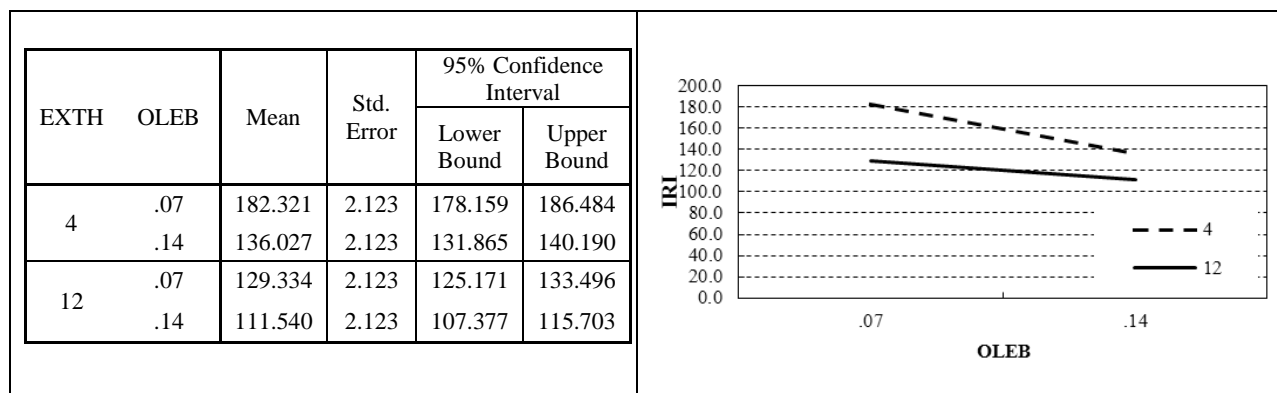 EXTH OLEB Mean Std. Error 95% Confidence Interval
Lower Bound Upper Bound
4 .07 182.321 2.123 178.159 186.484
.14 136.027 2.123 131.865 140.190
12 .07 129.334 2.123 125.171 133.496
.14 111.540 2.123 107.377 115.703
IRI
200.0
180.0
160.0
140.0
120.0
100.0
80.0
60.0
40.0
20.0
0.0
4
12
.07 .14
OLEB